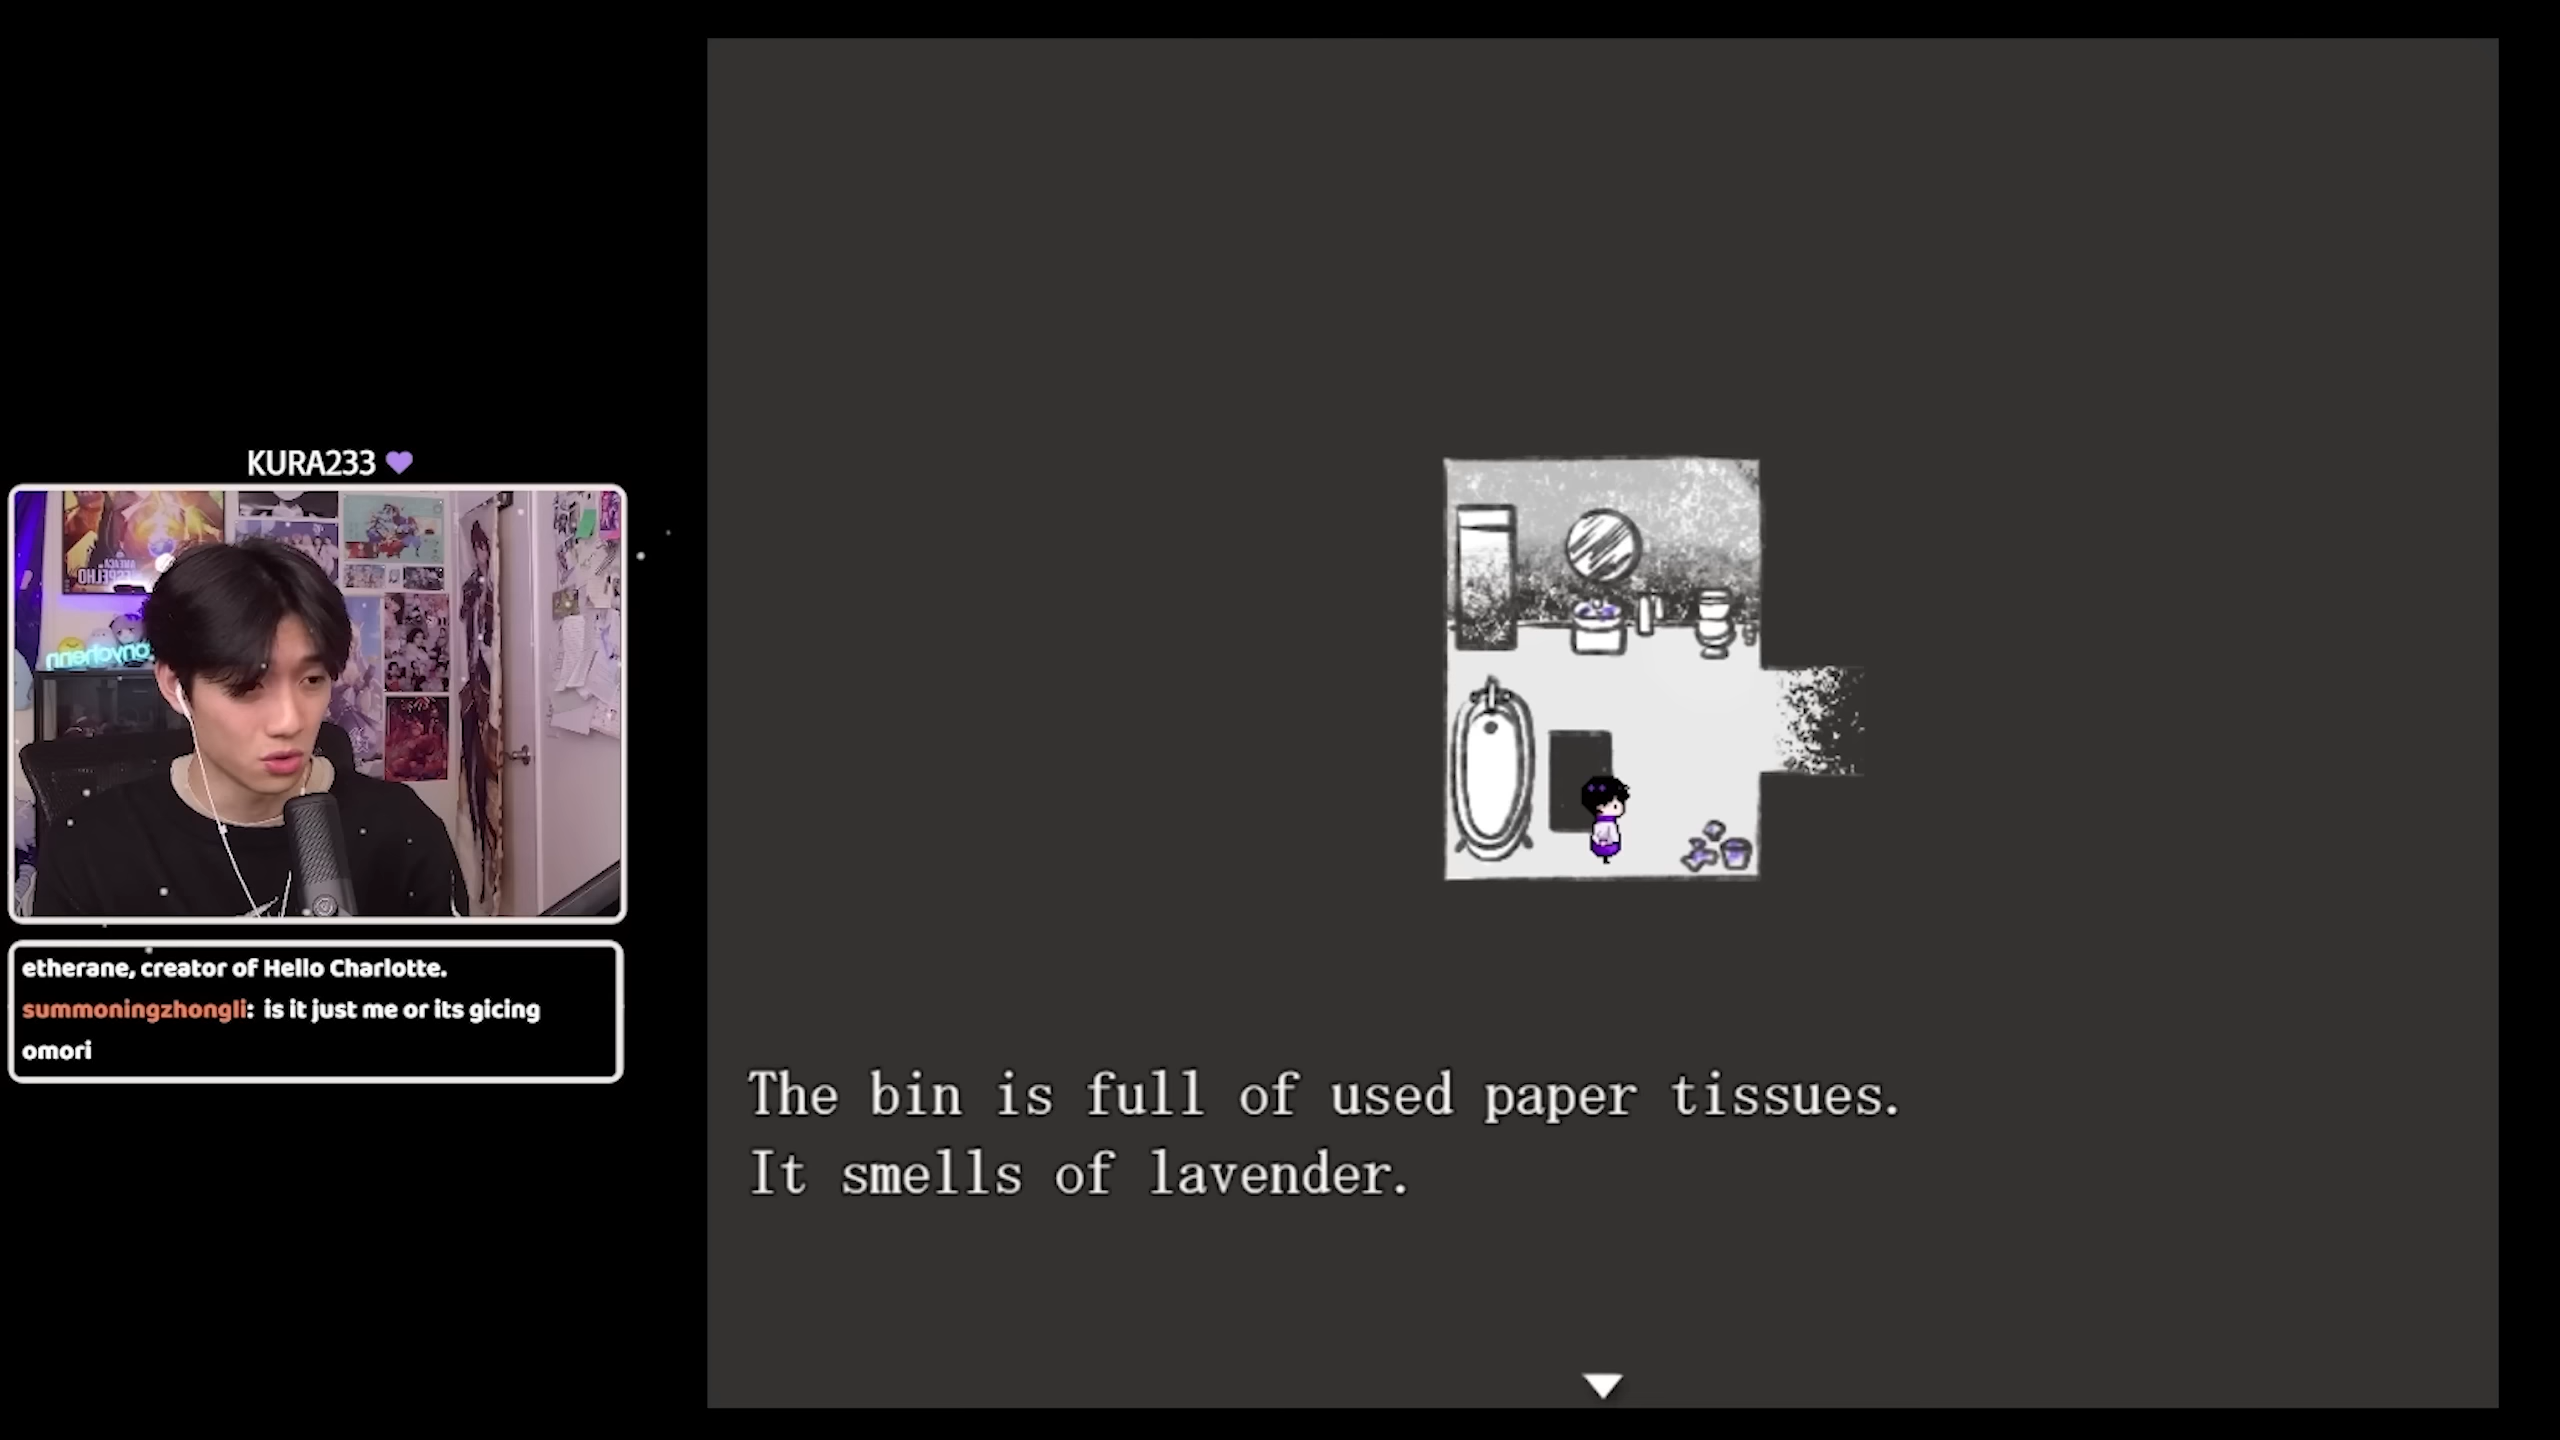 KURA233 💜
onychenn
etherane, creator of Hello Charlotte.
summoningzhongli: is it just me or its gicing
omori
The bin is full of used paper tissues.
It smells of lavender.